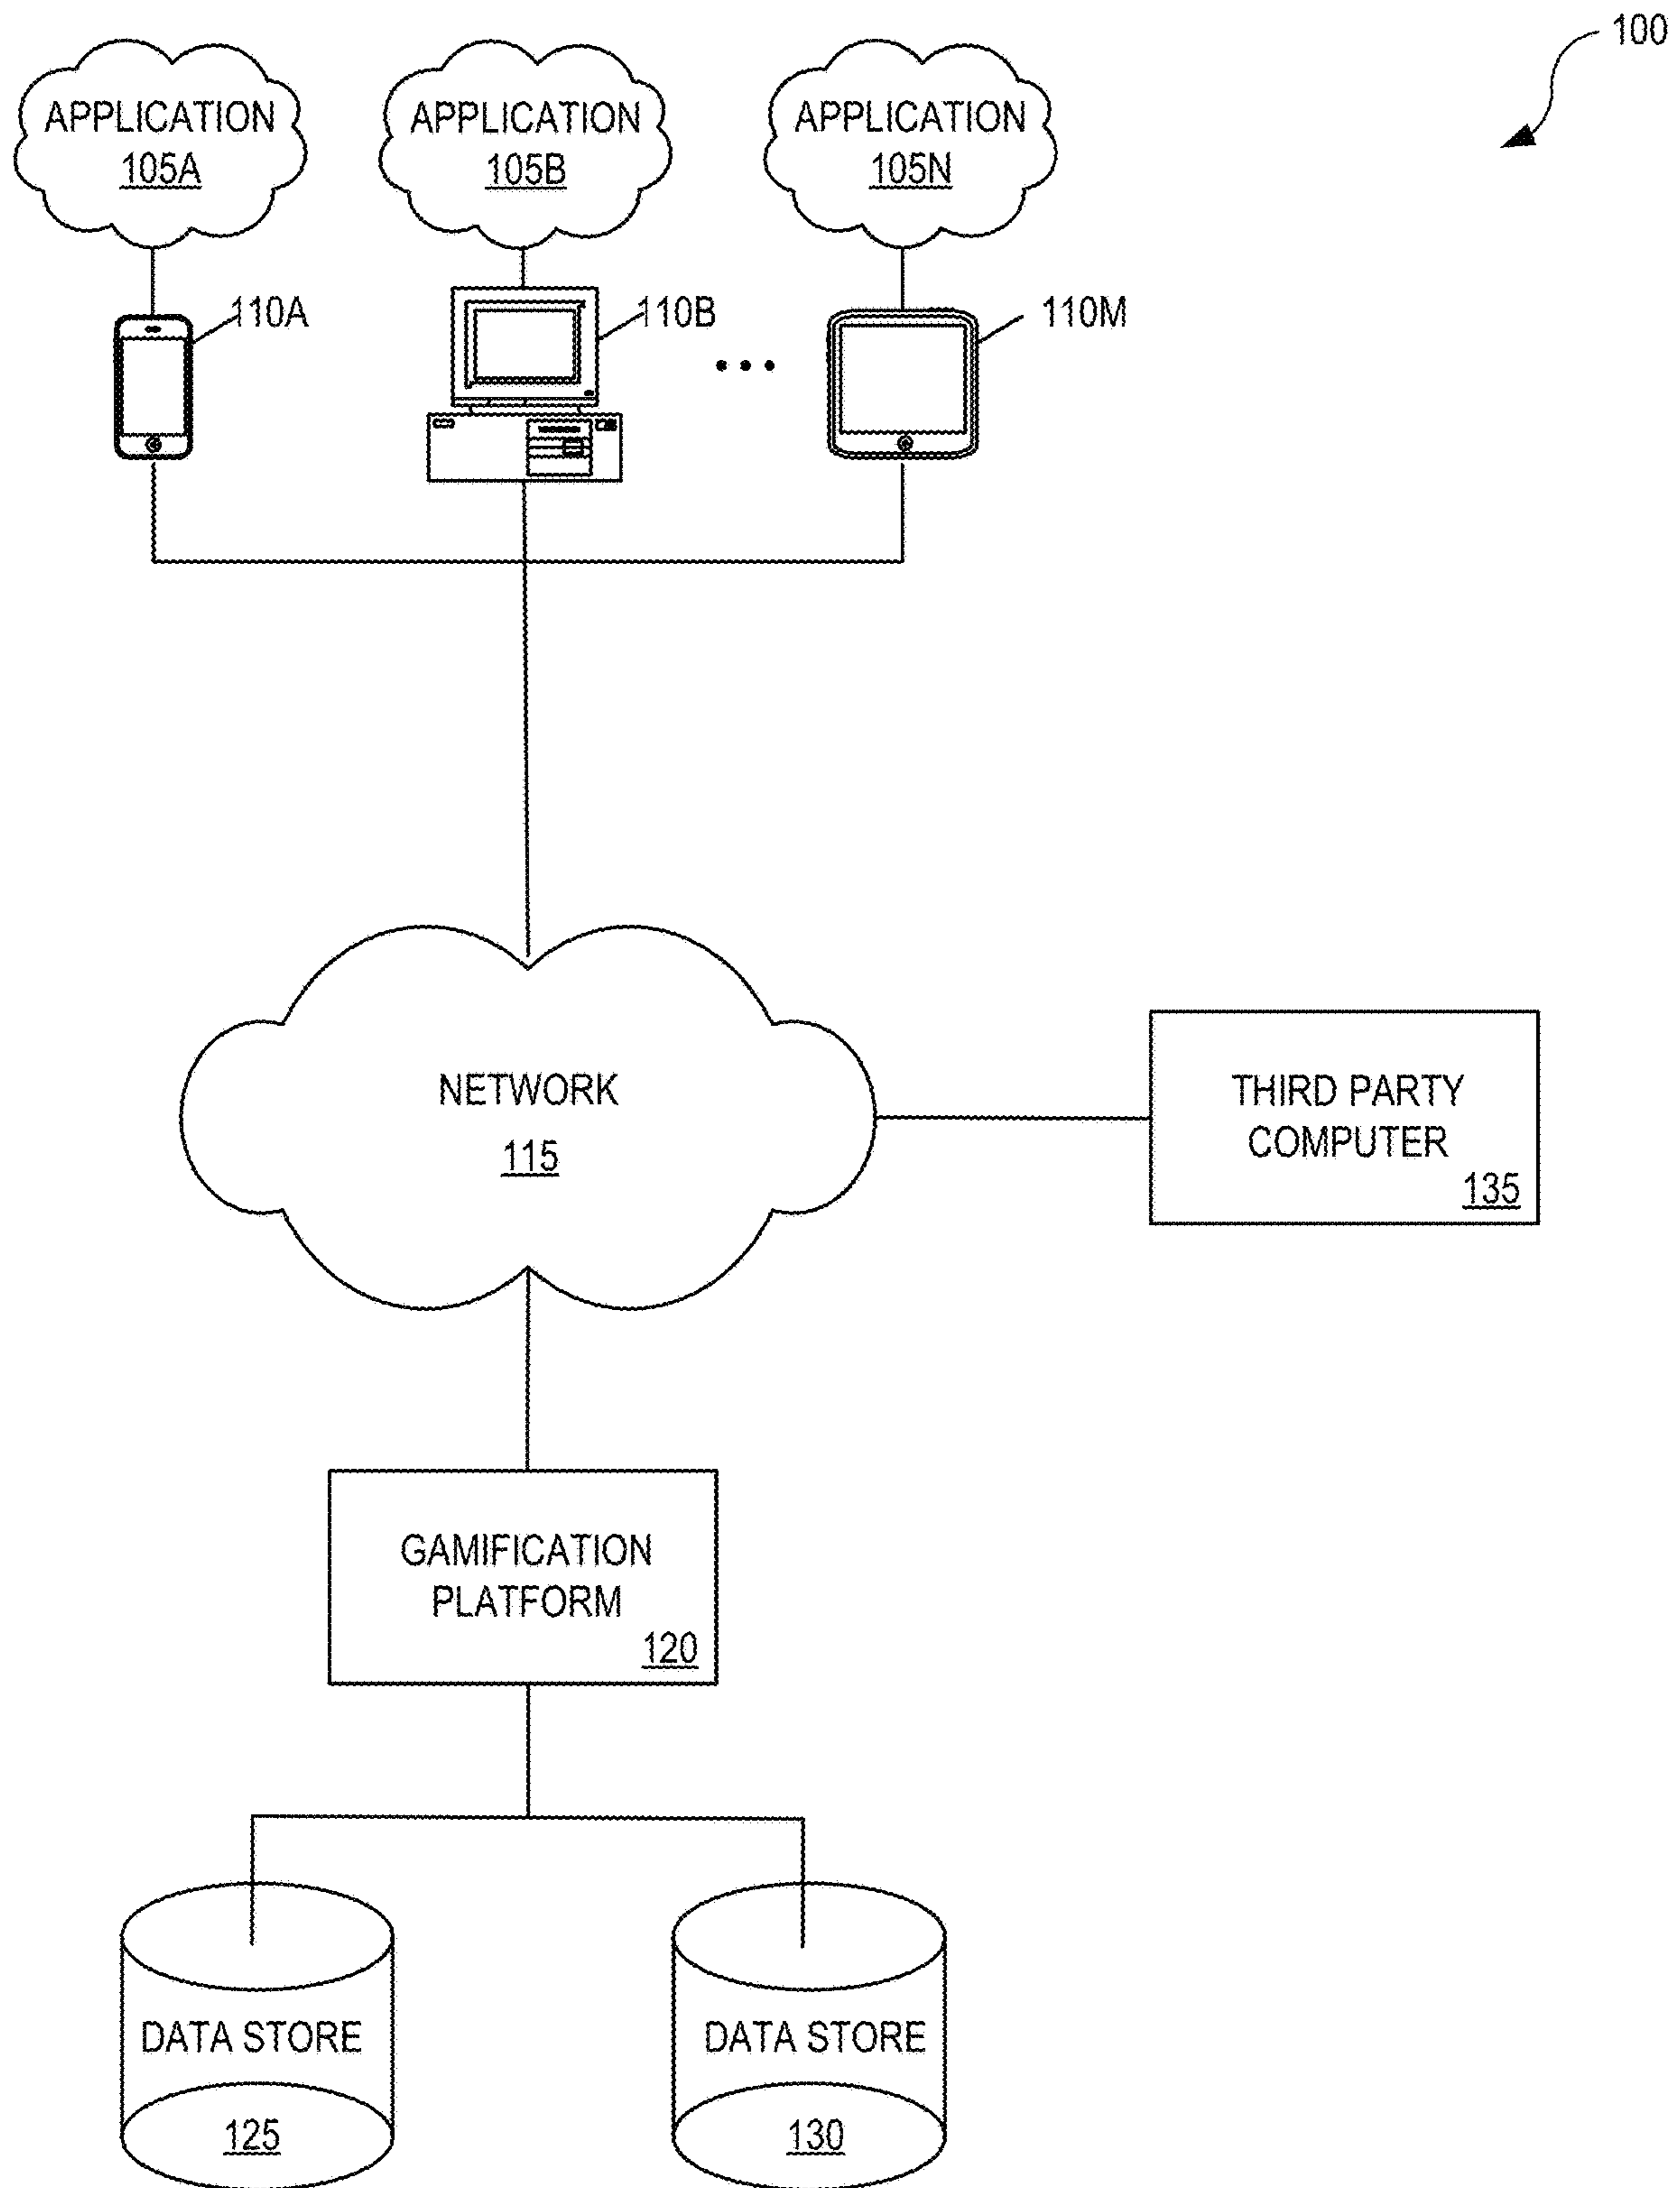 100
APPLICATION
105A
APPLICATION
105B
APPLICATION
105N
110A
110B
110M
NETWORK
115
THIRD PARTY
COMPUTER
135
GAMIFICATION
PLATFORM
120
DATA STORE
125
DATA STORE
130